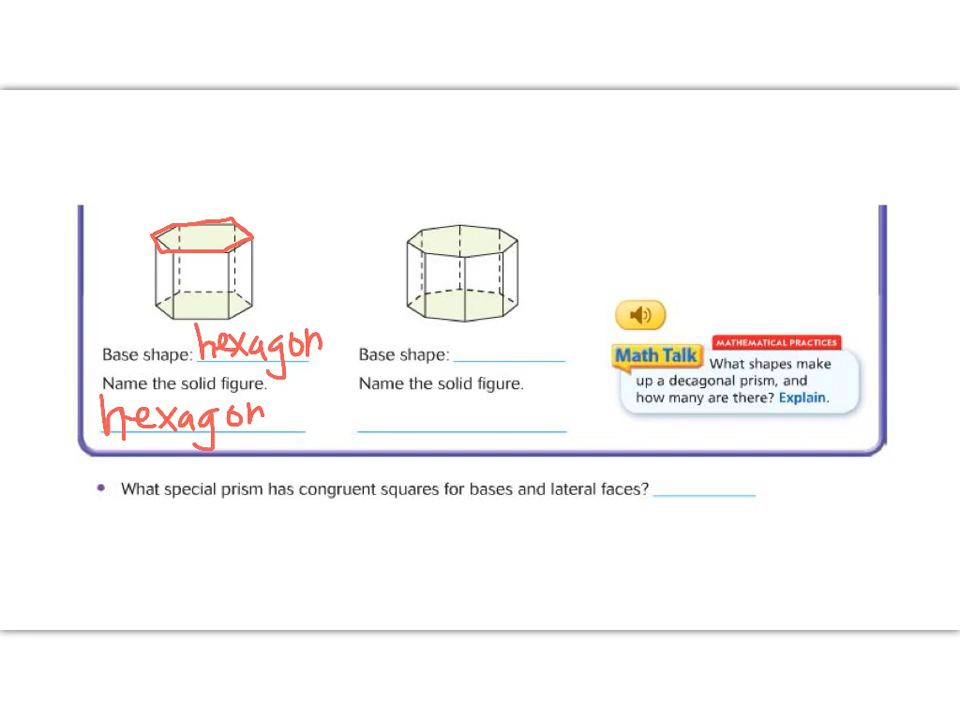 Base shape: hexagon
Name the solid figure.
hexagon
Base shape:
Name the solid figure.
MATHEMATICAL PRACTICES
Math Talk What shapes make
up a decagonal prism, and
how many are there? Explain.
• What special prism has congruent squares for bases and lateral faces?